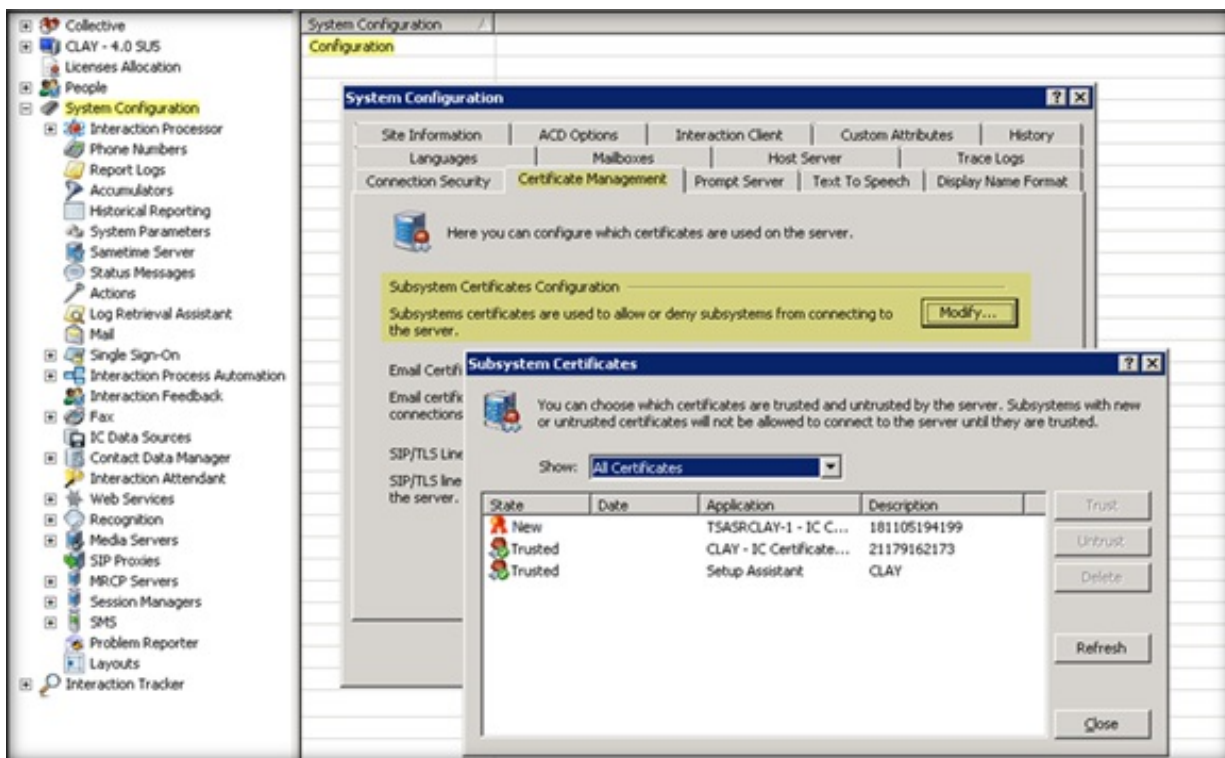 Collective
CLAY - 4.0 SU5
Licenses Allocation
People
System Configuration
Interaction Processor
Phone Numbers
Report Logs
Accumulators
Historical Reporting
System Parameters
Sametime Server
Status Messages
Actions
Log Retrieval Assistant
Mail
Single Sign-On
Interaction Process Automation
Interaction Feedback
Fax
IC Data Sources
Contact Data Manager
Interaction Attendant
Web Services
Recognition
Media Servers
SIP Proxies
MRCP Servers
Session Managers
SMS
Problem Reporter
Layouts
Interaction Tracker
System Configuration
Configuration
System Configuration
Site Information ACD Options Interaction Client Custom Attributes History
Languages Mailboxes Host Server Trace Logs
Connection Security Certificate Management Prompt Server Text To Speech Display Name Format
Here you can configure which certificates are used on the server.
Subsystem Certificates Configuration
Subsystems certificates are used to allow or deny subsystems from connecting to
the server.
Modify...
Email Certifi
Email certific
connections
SIP/TLS Line
SIP/TLS line
the server.
Subsystem Certificates
You can choose which certificates are trusted and untrusted by the server. Subsystems with new
or untrusted certificates will not be allowed to connect to the server until they are trusted.
Show: All Certificates
State Date Application Description
New TSASRCLAY-1 - IC C... 181105194199
Trusted CLAY - IC Certificate... 21179162173
Trusted Setup Assistant CLAY
Trust
Untrust
Delete
Refresh
Close